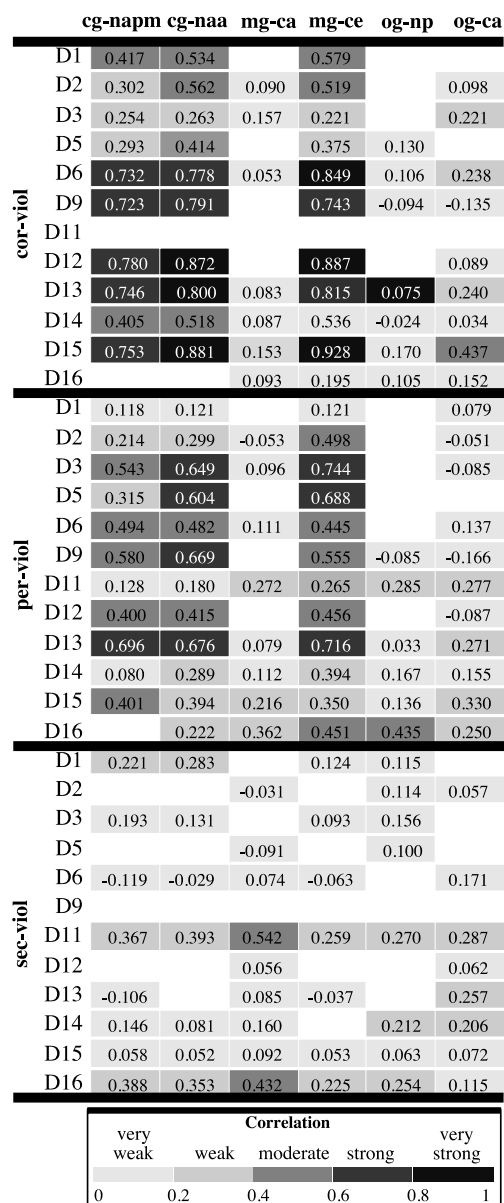 cg-napm cg-naa mg-ca mg-ce og-np og-ca
cor-viol
D1 0.417 0.534 0.579
D2 0.302 0.562 0.090 0.519 0.098
D3 0.254 0.263 0.157 0.221 0.221
D5 0.293 0.414 0.375 0.130
D6 0.732 0.778 0.053 0.849 0.106 0.238
D9 0.723 0.791 0.743 -0.094 -0.135
D11
D12 0.780 0.872 0.887 0.089
D13 0.746 0.800 0.083 0.815 0.075 0.240
D14 0.405 0.518 0.087 0.536 -0.024 0.034
D15 0.753 0.881 0.153 0.928 0.170 0.437
D16 0.093 0.195 0.105 0.152
per-viol
D1 0.118 0.121 0.121 0.079
D2 0.214 0.299 -0.053 0.498 -0.051
D3 0.543 0.649 0.096 0.744 -0.085
D5 0.315 0.604 0.688
D6 0.494 0.482 0.111 0.445 0.137
D9 0.580 0.669 0.555 -0.085 -0.166
D11 0.128 0.180 0.272 0.265 0.285 0.277
D12 0.400 0.415 0.456 -0.087
D13 0.696 0.676 0.079 0.716 0.033 0.271
D14 0.080 0.289 0.112 0.394 0.167 0.155
D15 0.401 0.394 0.216 0.350 0.136 0.330
D16 0.222 0.362 0.451 0.435 0.250
sec-viol
D1 0.221 0.283 0.124 0.115
D2 -0.031 0.114 0.057
D3 0.193 0.131 0.093 0.156
D5 -0.091 0.100
D6 -0.119 -0.029 0.074 -0.063 0.171
D9
D11 0.367 0.393 0.542 0.259 0.270 0.287
D12 0.056 0.062
D13 -0.106 0.085 -0.037 0.257
D14 0.146 0.081 0.160 0.212 0.206
D15 0.058 0.052 0.092 0.053 0.063 0.072
D16 0.388 0.353 0.432 0.225 0.254 0.115
Correlation
very weak weak moderate strong very strong
0 0.2 0.4 0.6 0.8 1